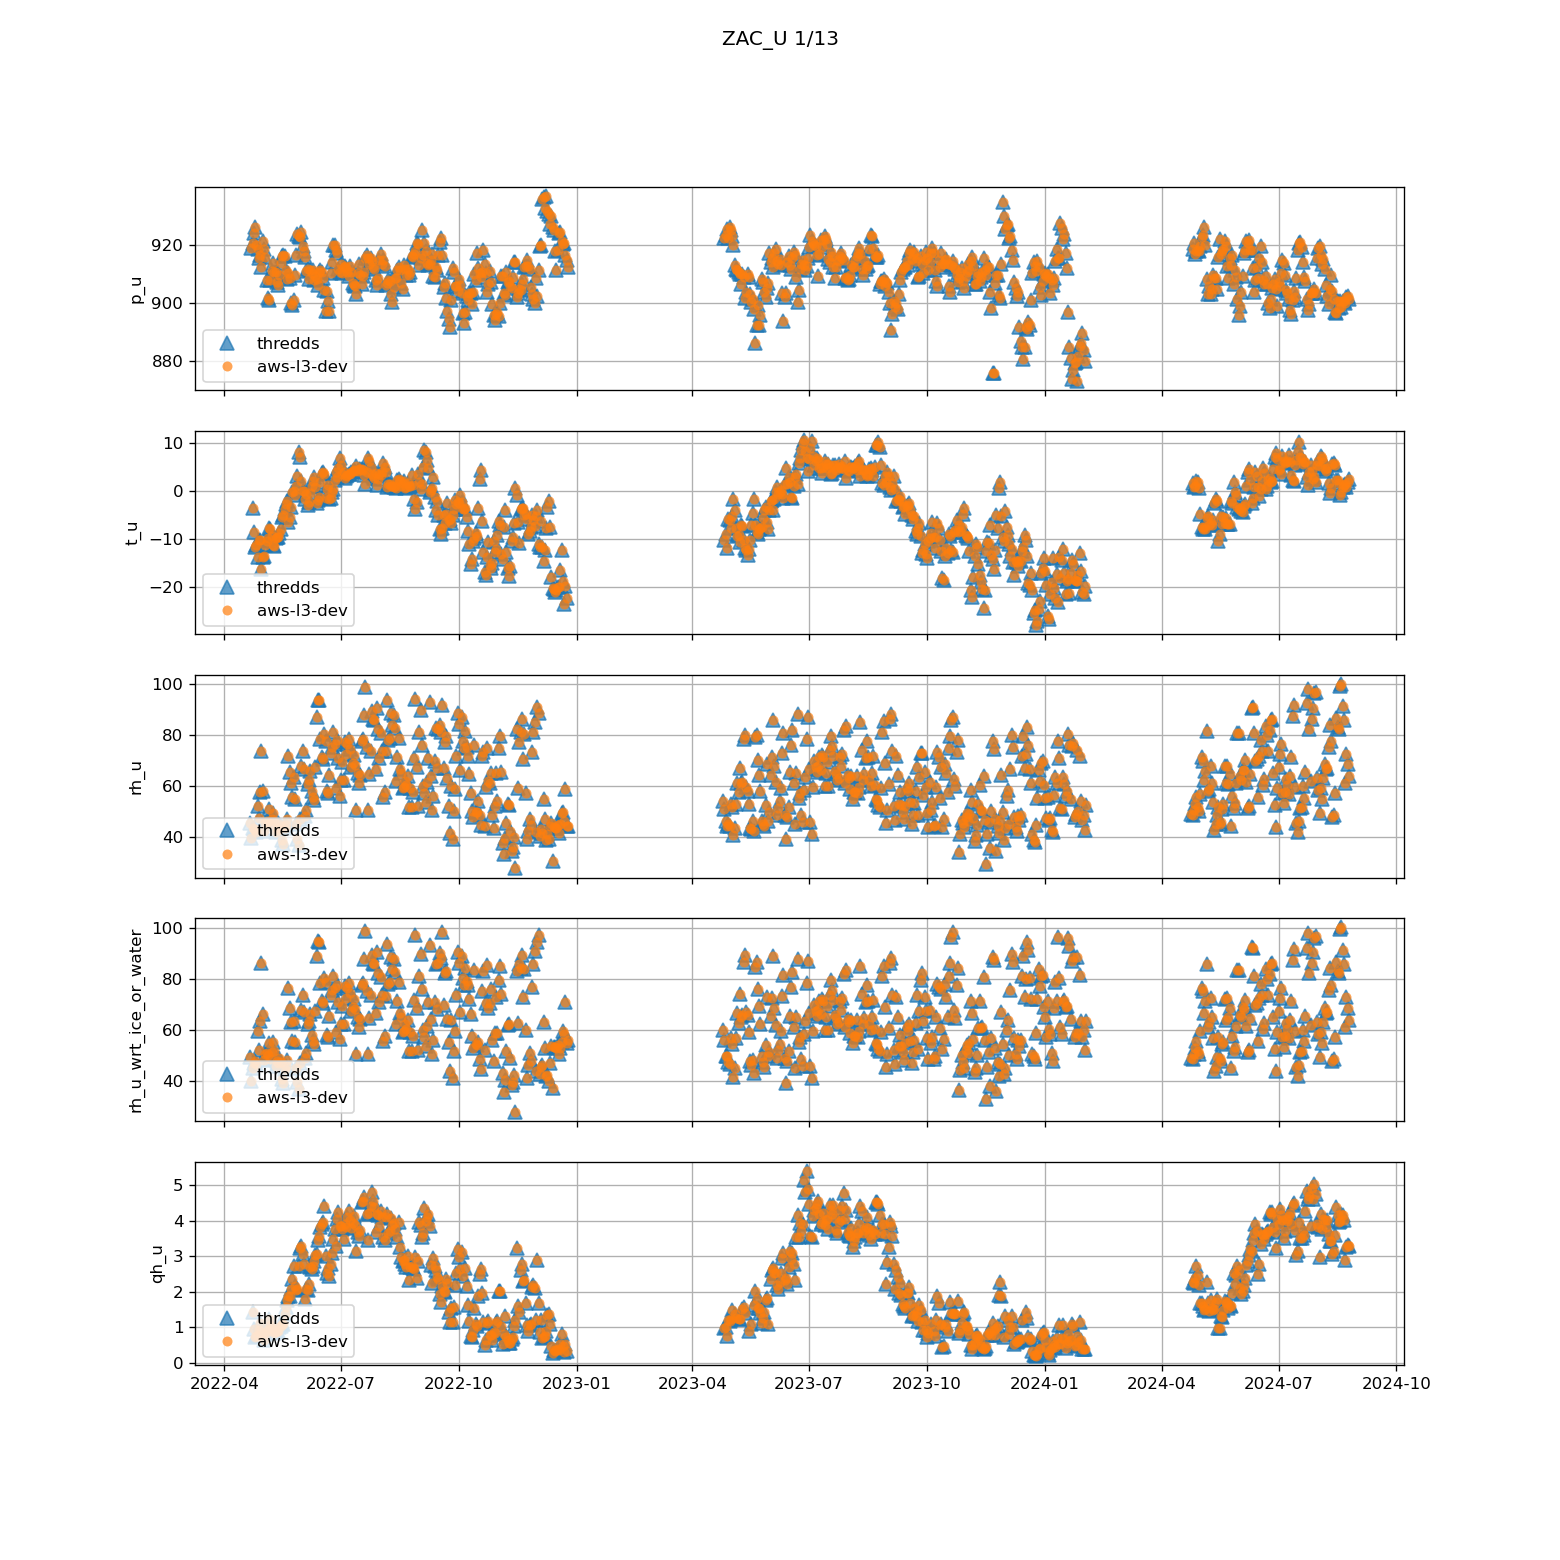 ZAC_U 1/13
920
900
880
p_u
thredds
aws-l3-dev
10
0
−10
−20
t_u
thredds
aws-l3-dev
100
80
60
40
rh_u
thredds
aws-l3-dev
100
80
60
40
rh_u_wrt_ice_or_water
thredds
aws-l3-dev
5
4
3
2
1
0
qh_u
thredds
aws-l3-dev
2022-04 2022-07 2022-10 2023-01 2023-04 2023-07 2023-10 2024-01 2024-04 2024-07 2024-10